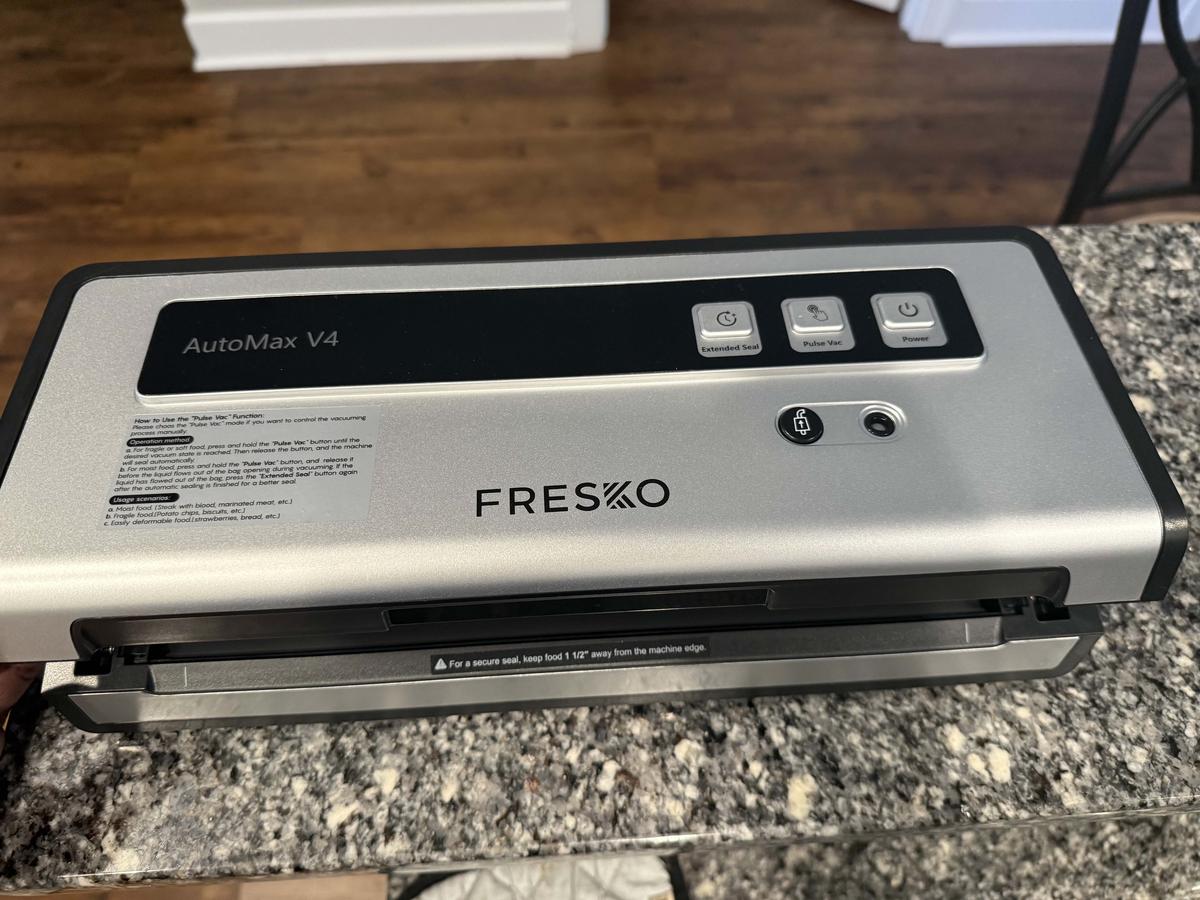 AutoMax V4
Extended Seal
Pulse Vac
Power
How to Use the "Pulse Vac" Function:
Please choos the "Pulse Vac" mode if you want to control the vacuuming
process manually.
Operation method
a. For fragile or soft food, press and hold the "Pulse Vac" button until the
desired vacuum state is reached. Then release the button, and the machine
will seal automatically.
b. For moist food, press and hold the "Pulse Vac" button, and release it
before the liquid flows out of the bag opening during vacuuming. If the
liquid has flowed out of the bag, press the "Extended Seal" button again
after the automatic sealing is finished for a better seal.
Usage scenarios:
a. Moist food. (Steak with blood, marinated meat, etc.)
b. Fragile food.(Potato chips, biscuits, etc.)
c. Easily deformable food.(strawberries, bread, etc.)
FRESKO
For a secure seal, keep food 1 1/2" away from the machine edge.